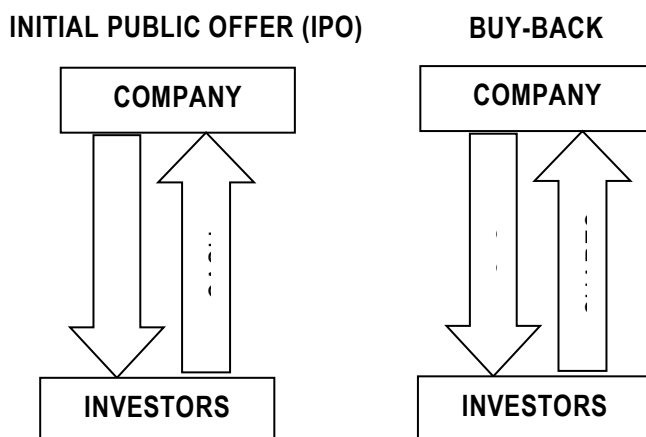 INITIAL PUBLIC OFFER (IPO)
BUY-BACK
COMPANY
COMPANY
INVESTORS
INVESTORS